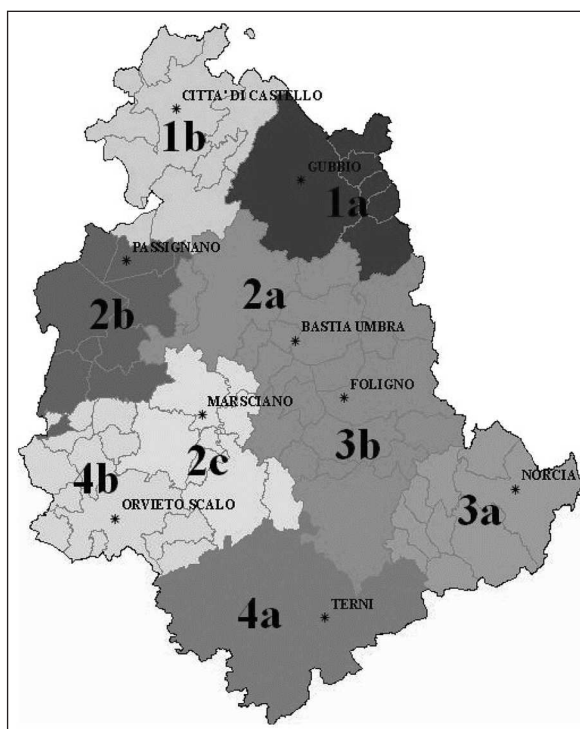 CITTA' DI CASTELLO
1b
GUBBIO
1a
PASSIGNANO
2a
2b
BASTIA UMBRA
FOLIGNO
MARSCIANO
3b
2c
4b
NORCIA
3a
ORVIETO SCALO
4a
TERNI